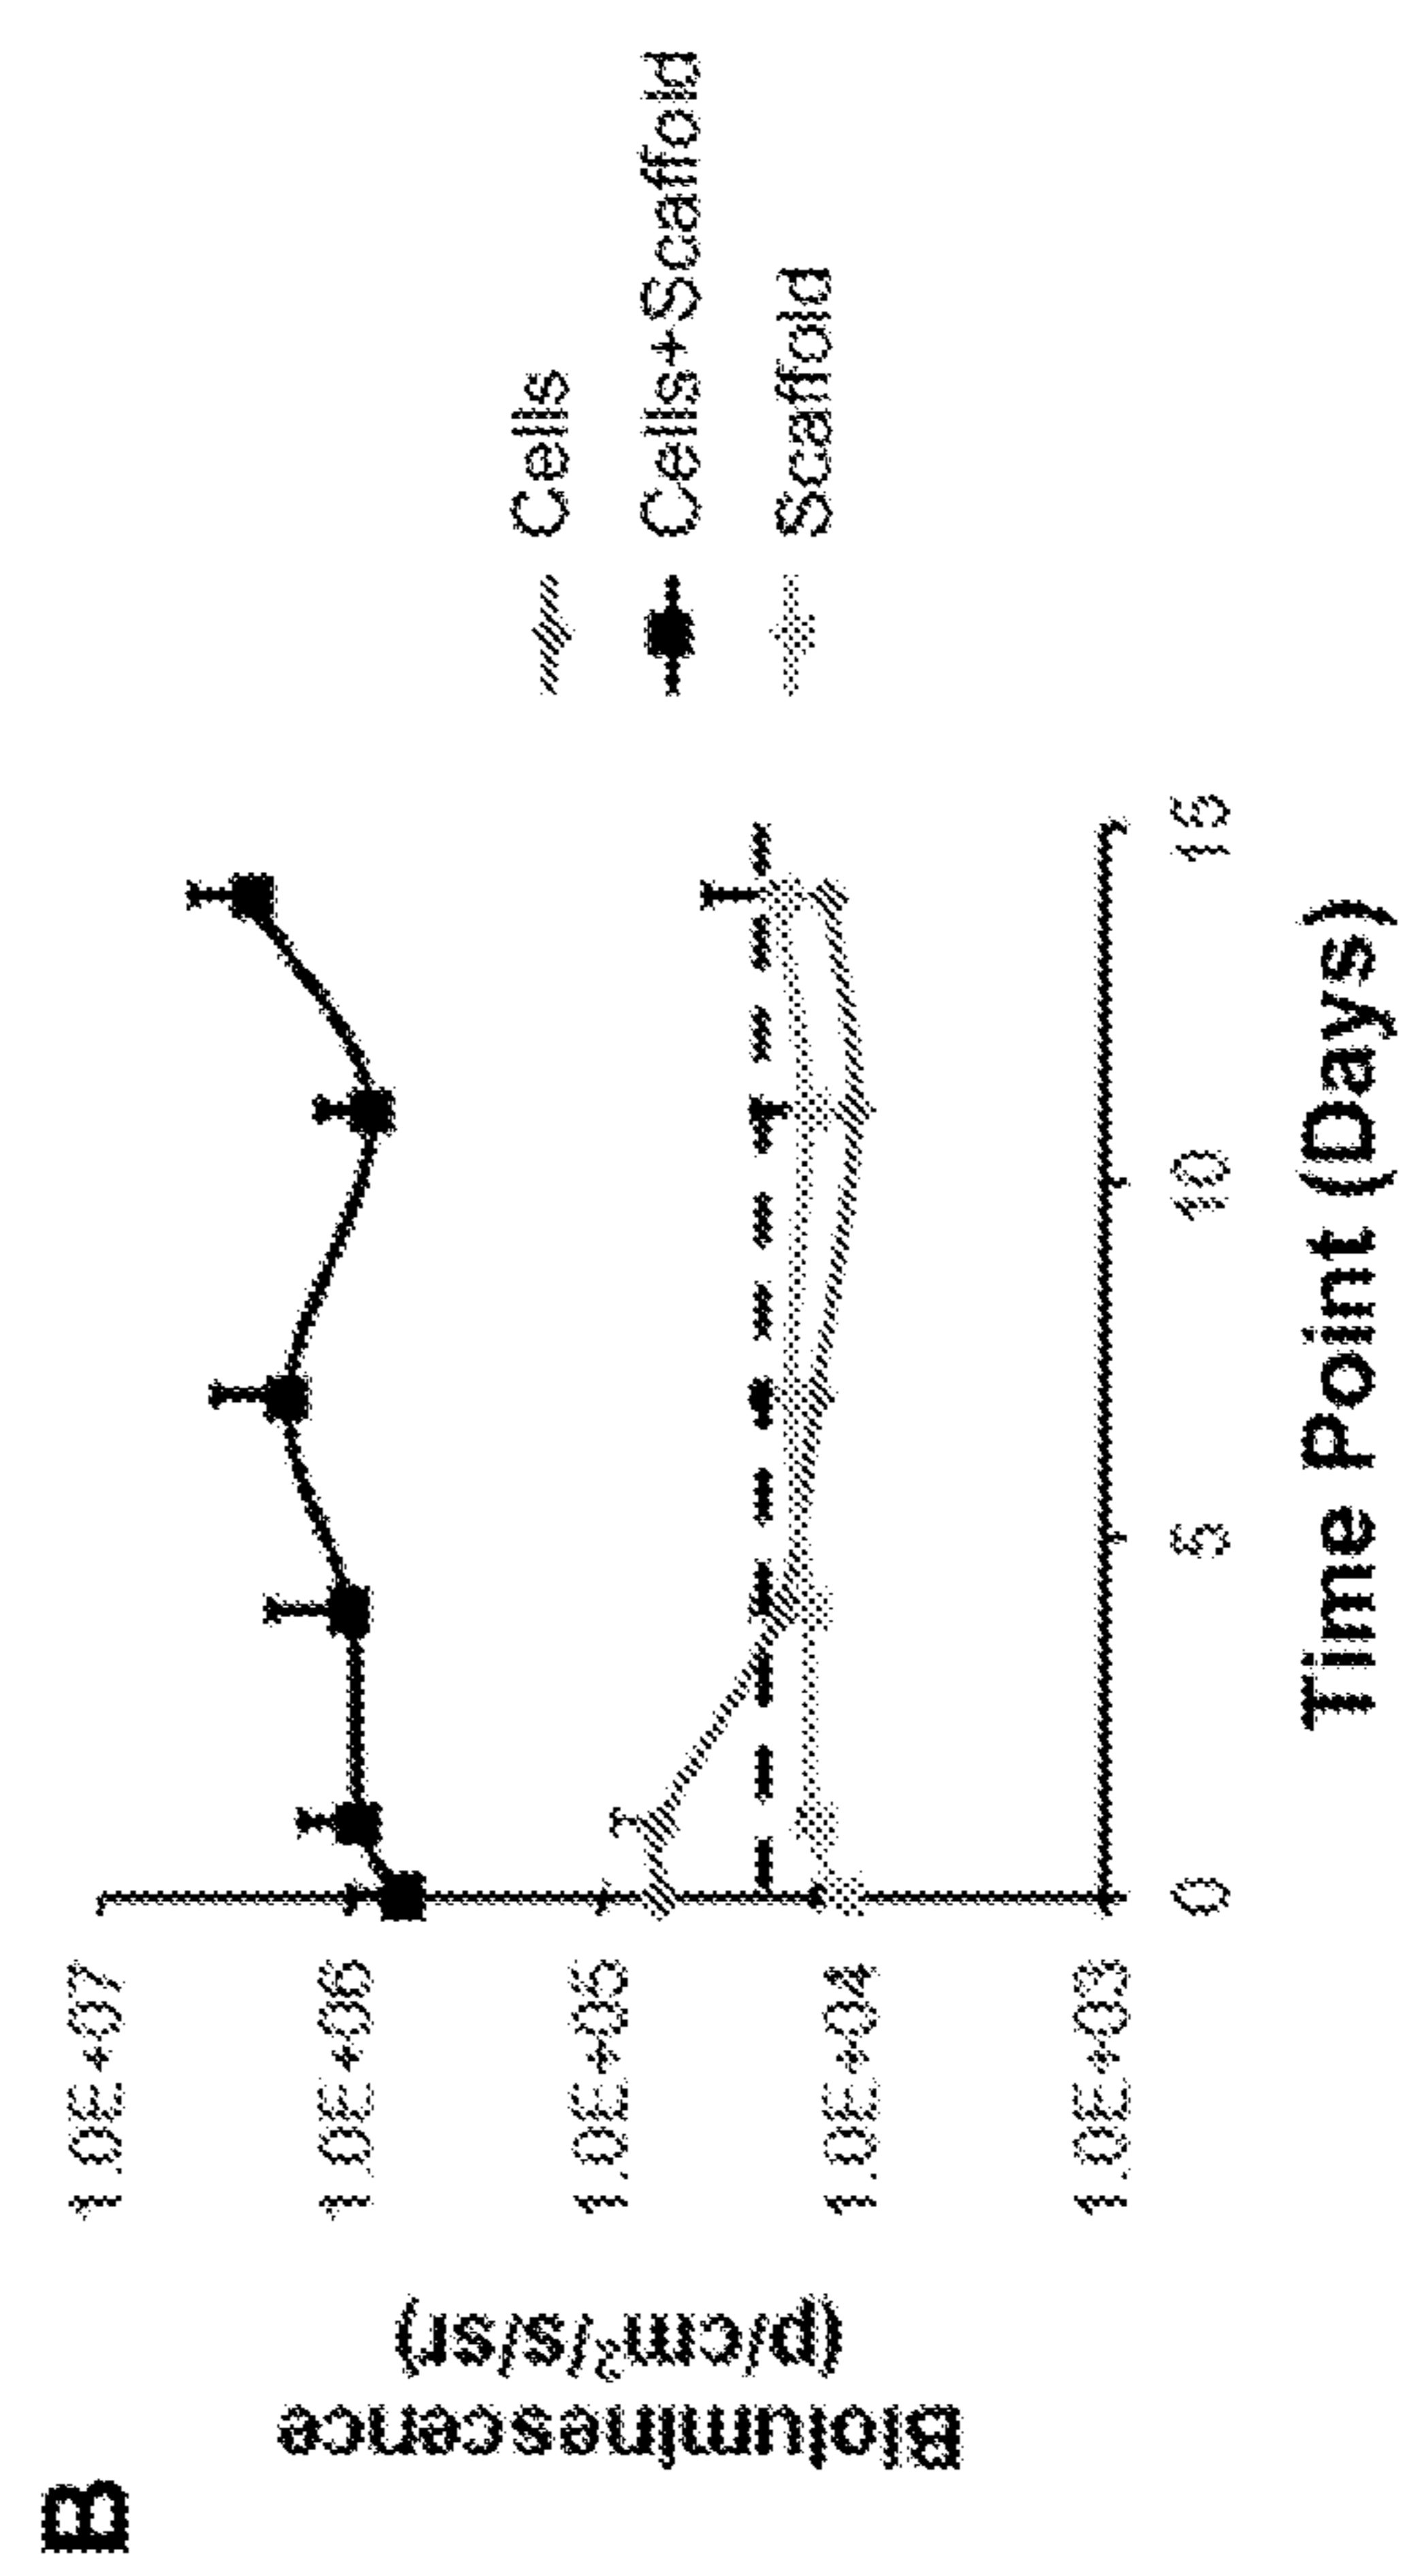 B
Bioluminescence
(p/cm²/s/sr)
1.0E+07
1.0E+06
1.0E+05
1.0E+04
1.0E+03
0
5
10
15
Time Point (Days)
Cells
Cells+Scaffold
Scaffold